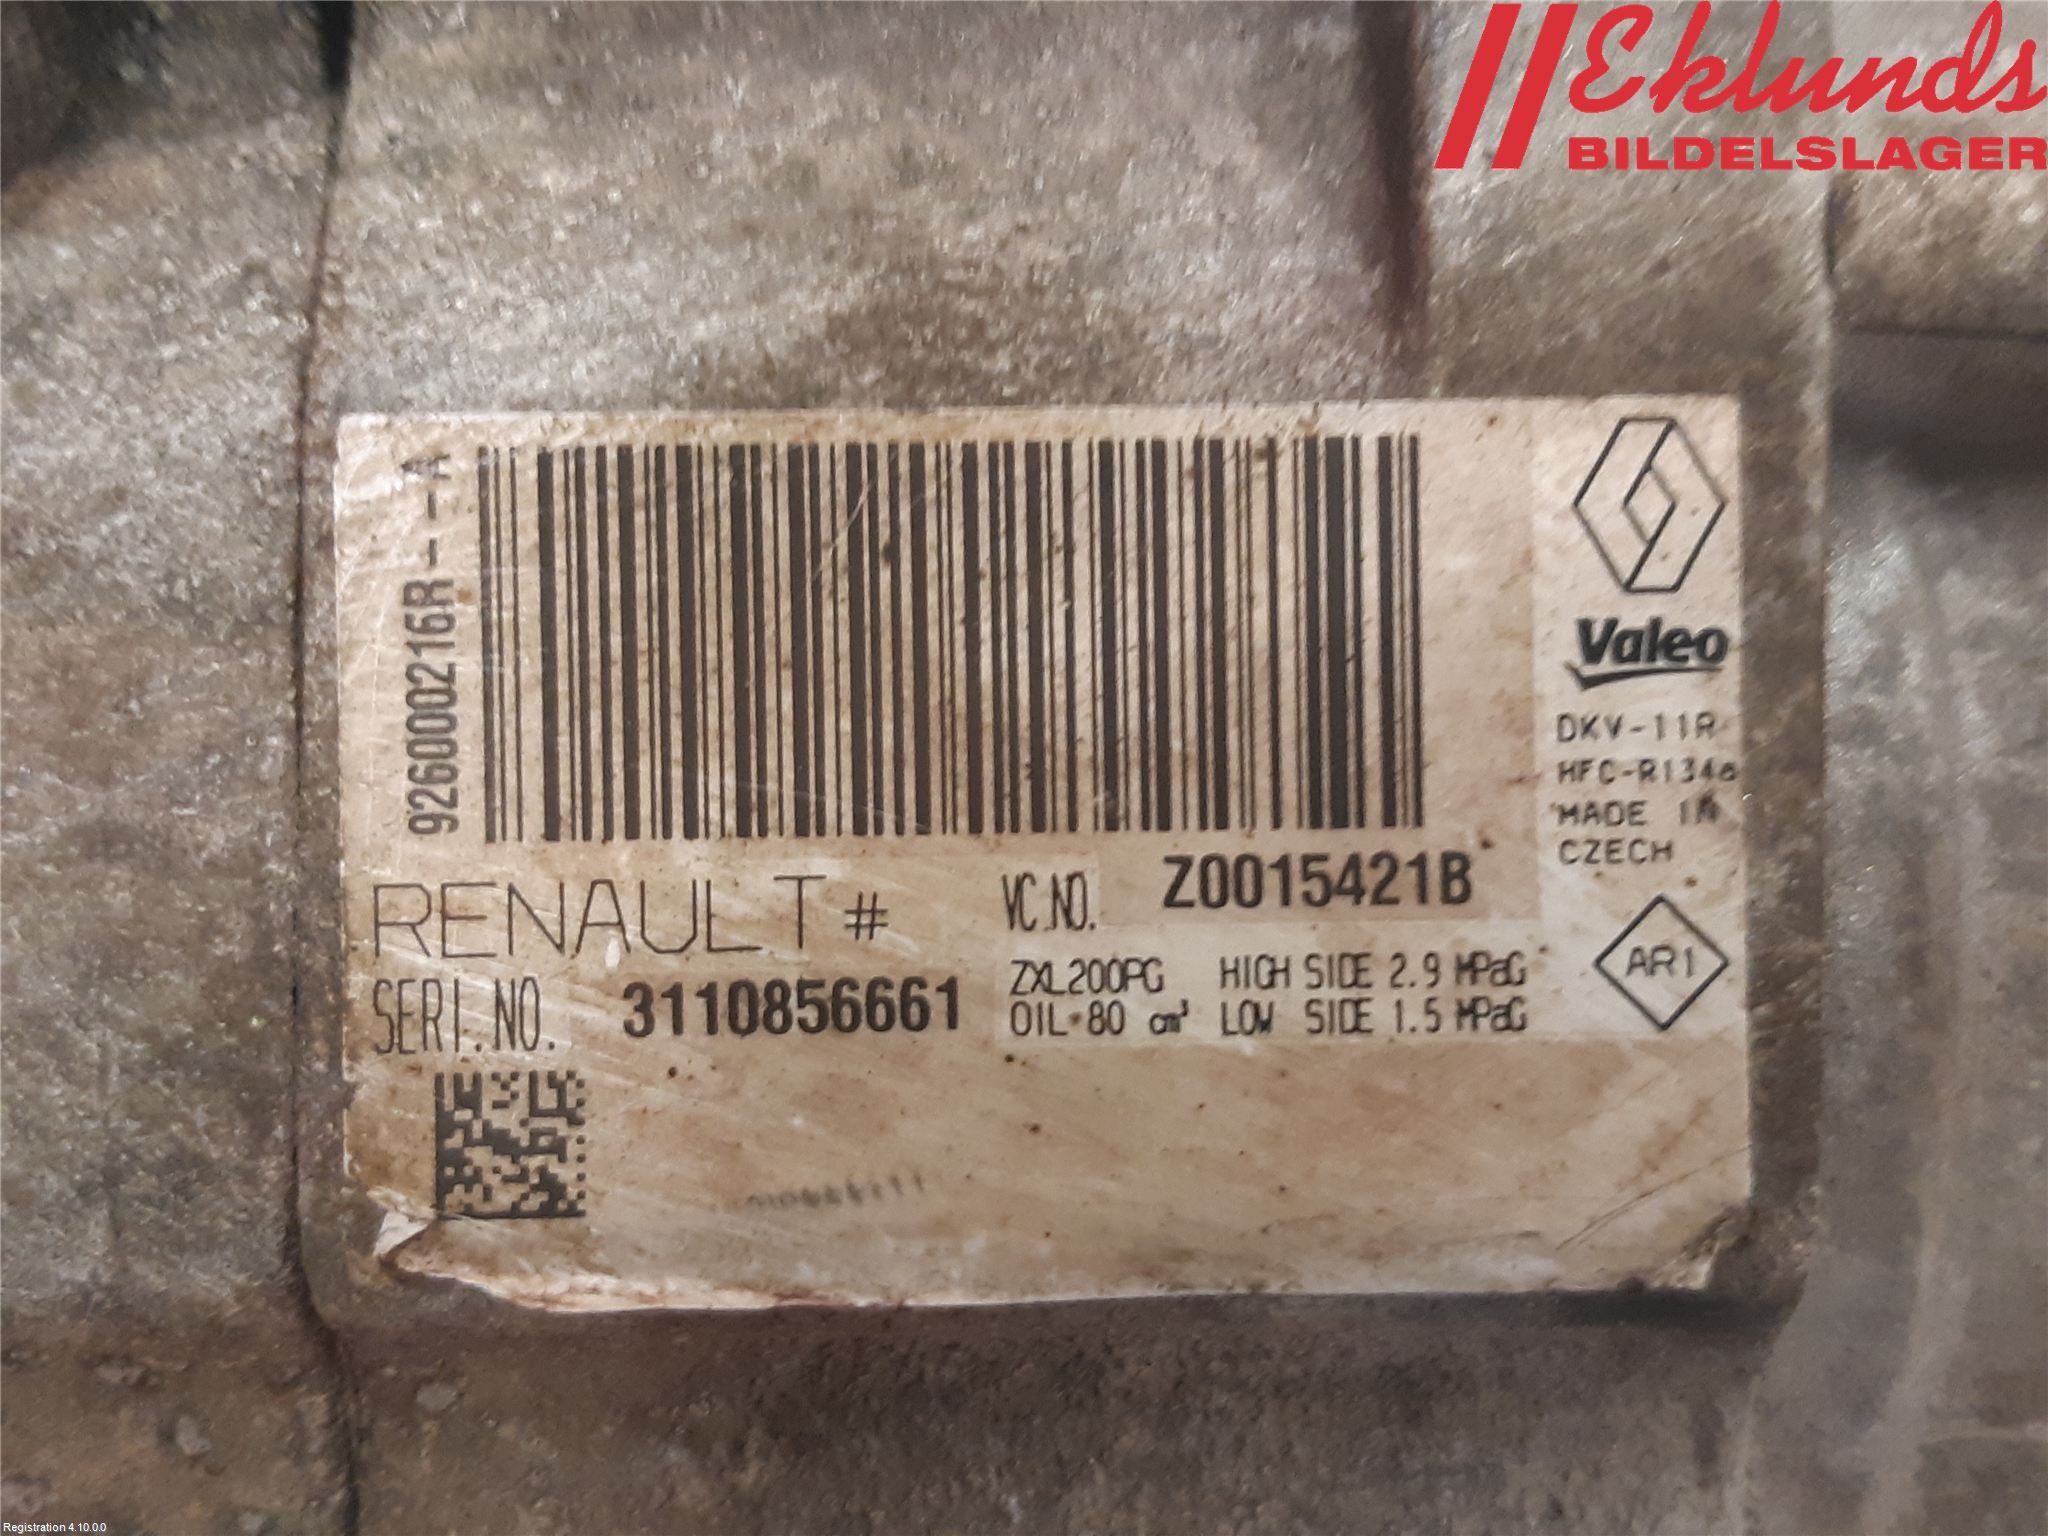 Eklunds
BILDELSLAGER
926000216R--A
Valeo
DKV-11R
HFC-R134a
MADE IN
CZECH
RENAULT #
VC.NO. Z0015421B
SERI.NO. 3110856661
ZXL200PG HIGH SIDE 2.9 MPaG
OIL 80 cm³ LOW SIDE 1.5 MPaG
AR1
Registration 4.10.0.0